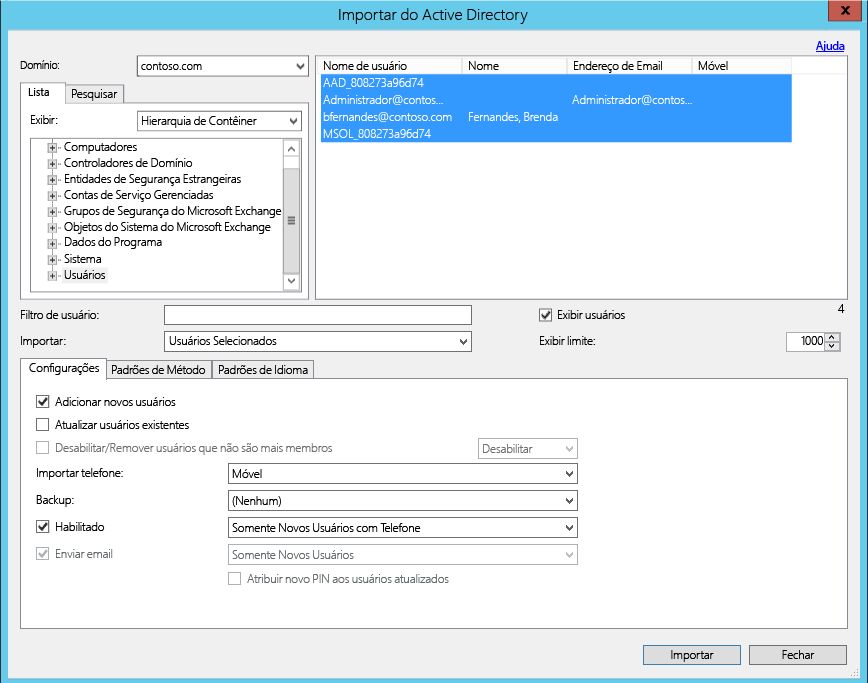 Importar do Active Directory
x
Ajuda
Domínio:
contoso.com
Lista
Pesquisar
Exibir:
Hierarquia de Contêiner
Computadores
Controladores de Domínio
Entidades de Segurança Estrangeiras
Contas de Serviço Gerenciadas
Grupos de Segurança do Microsoft Exchange
Objetos do Sistema do Microsoft Exchange
Dados do Programa
Sistema
Usuários
Nome de usuário Nome Endereço de Email Móvel
AAD_808273a96d74
Administrador@contos... Administrador@contos...
bfernandes@contoso.com Fernandes, Brenda
MSOL_808273a96d74
Filtro de usuário:
Exibir usuários
4
Importar:
Usuários Selecionados
Exibir limite:
1000
Configurações
Padrões de Método
Padrões de Idioma
Adicionar novos usuários
Atualizar usuários existentes
Desabilitar/Remover usuários que não são mais membros
Desabilitar
Importar telefone:
Móvel
Backup:
(Nenhum)
Habilitado
Somente Novos Usuários com Telefone
Enviar email
Somente Novos Usuários
Atribuir novo PIN aos usuários atualizados
Importar
Fechar